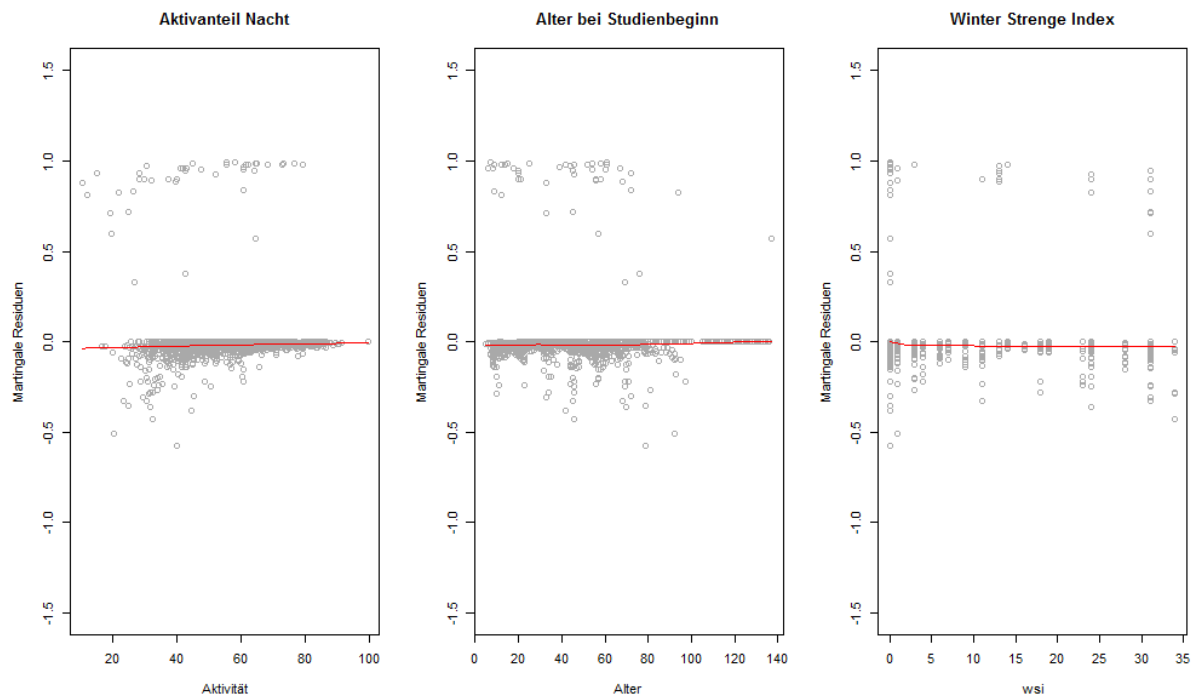 Aktivanteil Nacht
Martingale Residuen
1.5
1.0
0.5
0.0
-0.5
-1.0
-1.5
20 40 60 80 100
Aktivität
Alter bei Studienbeginn
Martingale Residuen
1.5
1.0
0.5
0.0
-0.5
-1.0
-1.5
0 20 40 60 80 100 120 140
Alter
Winter Strenge Index
Martingale Residuen
1.5
1.0
0.5
0.0
-0.5
-1.0
-1.5
0 5 10 15 20 25 30 35
wsi